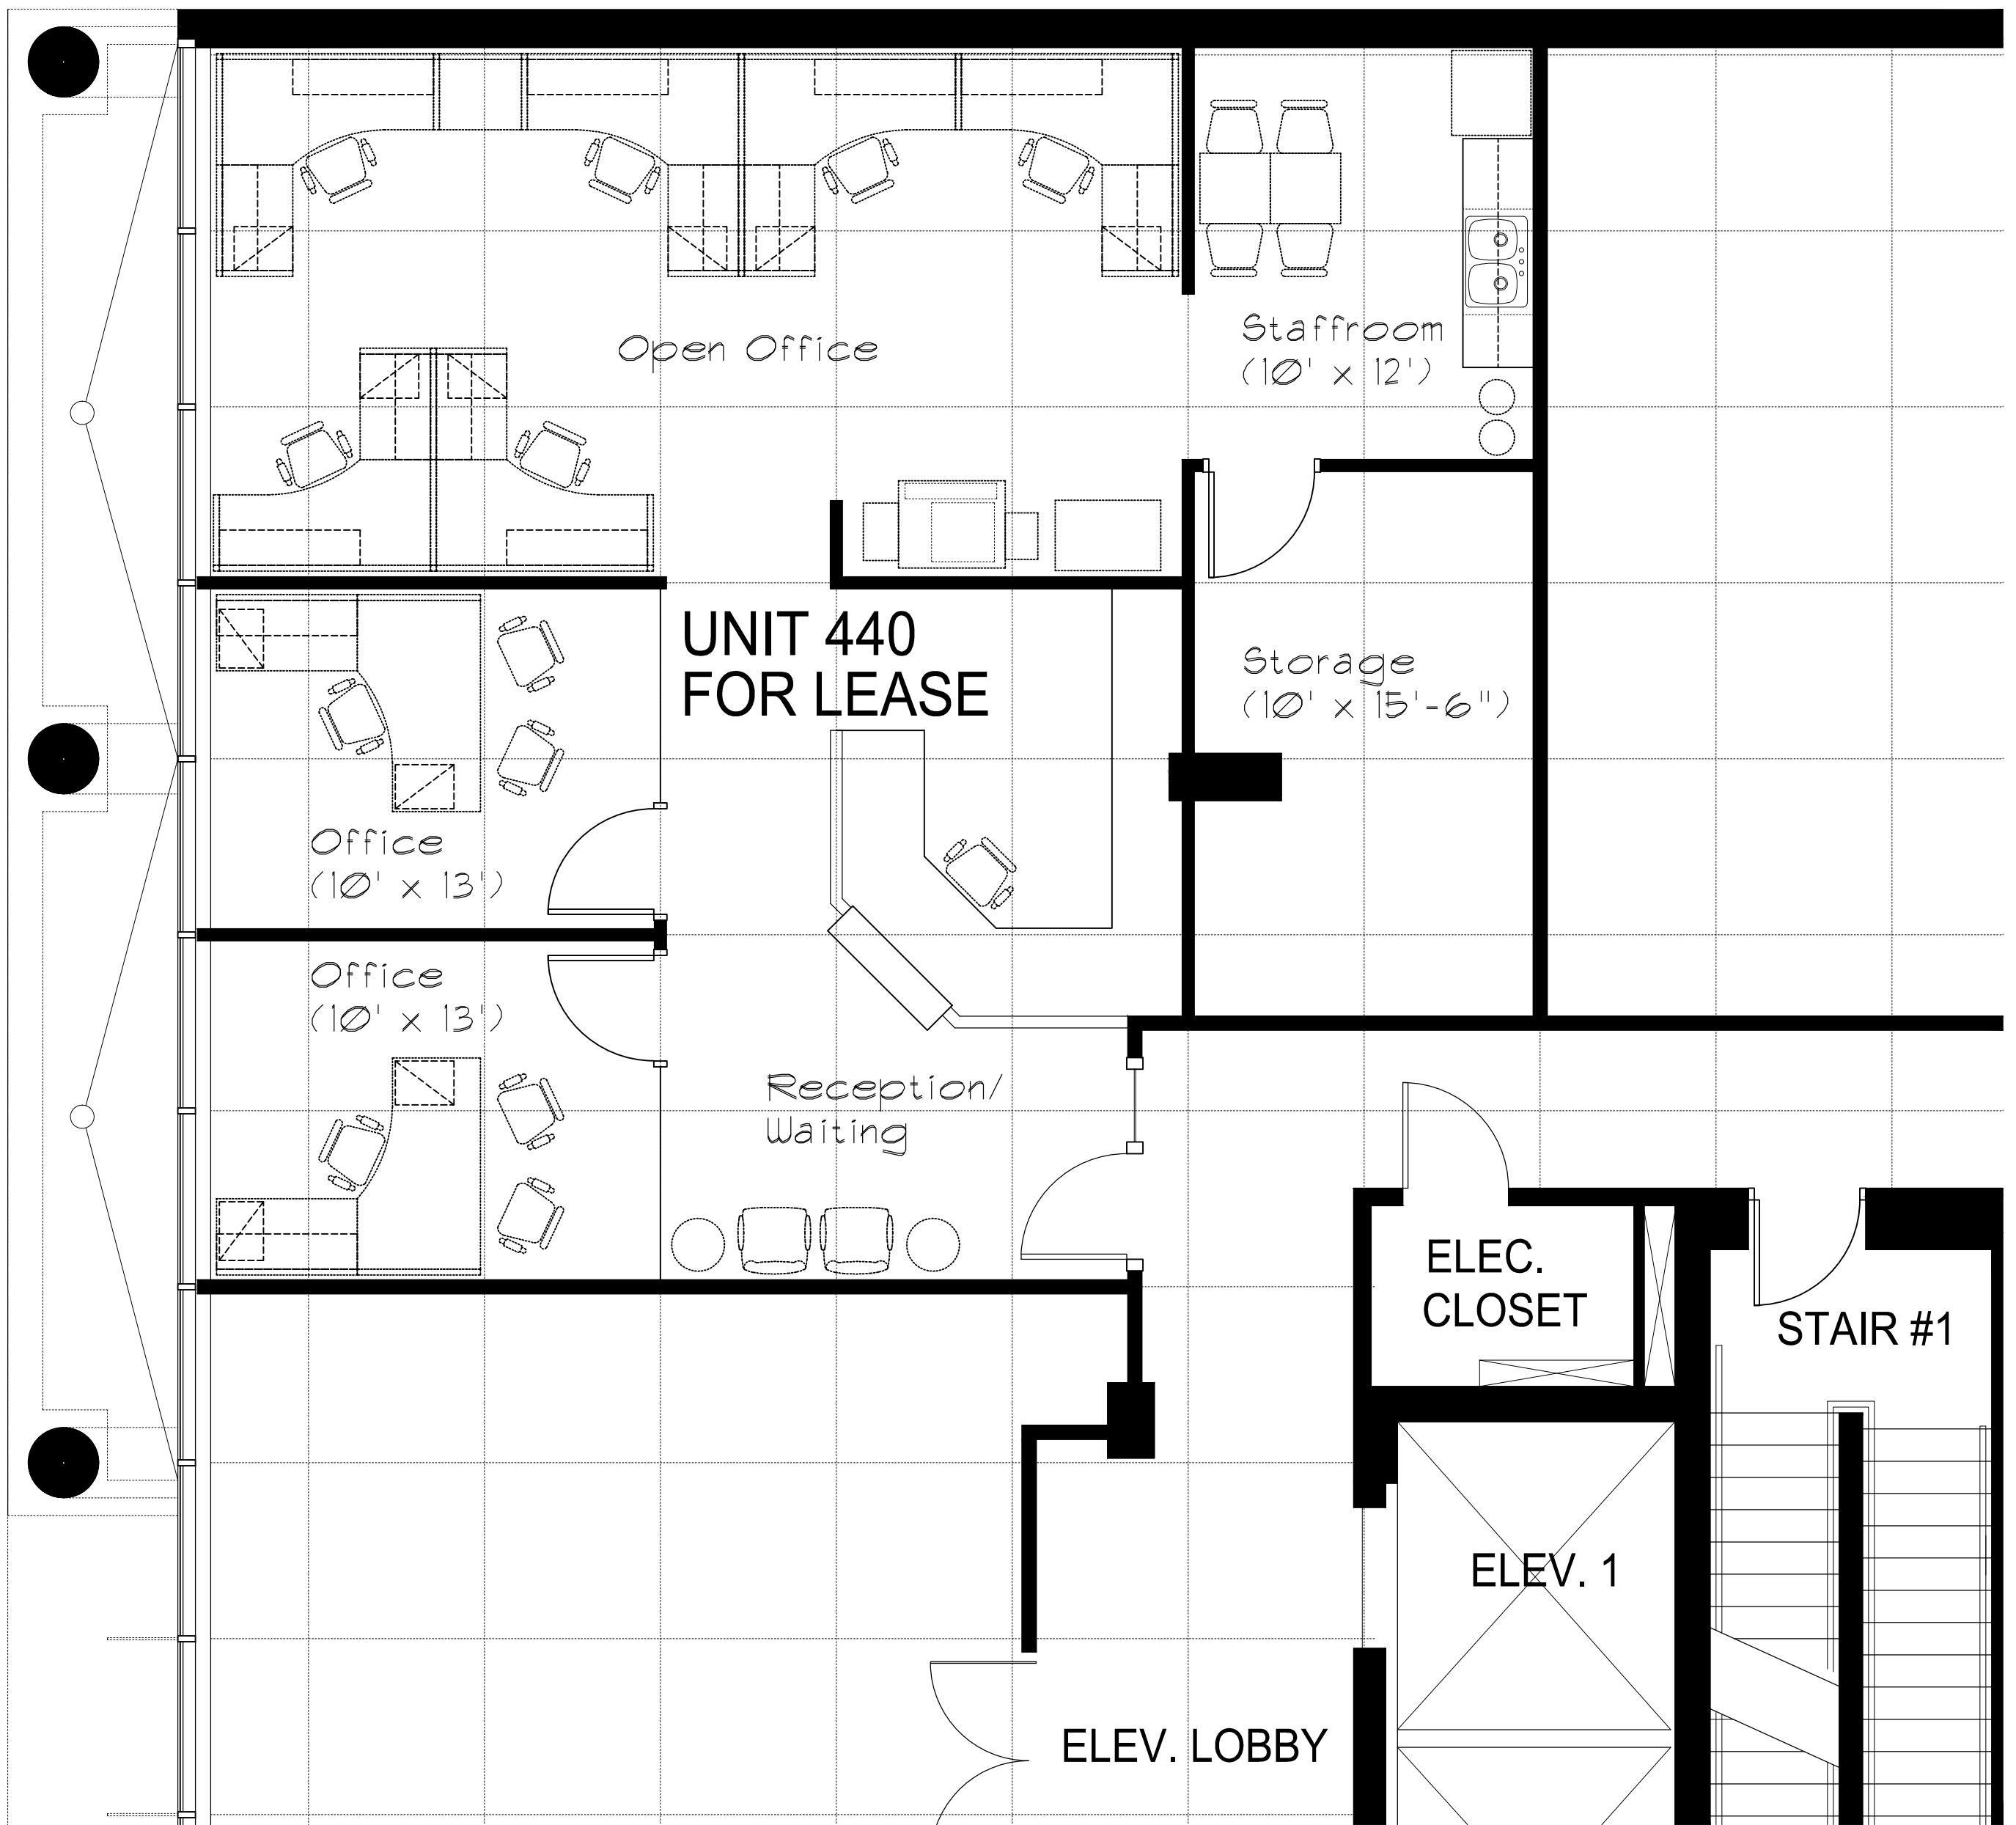 Open Office
Staffroom
(10' x 12')
UNIT 440
FOR LEASE
Storage
(10' x 15'-6")
Office
(10' x 13')
Office
(10' x 13')
Reception/
Waiting
ELEC.
CLOSET
STAIR #1
ELEV. 1
ELEV. LOBBY